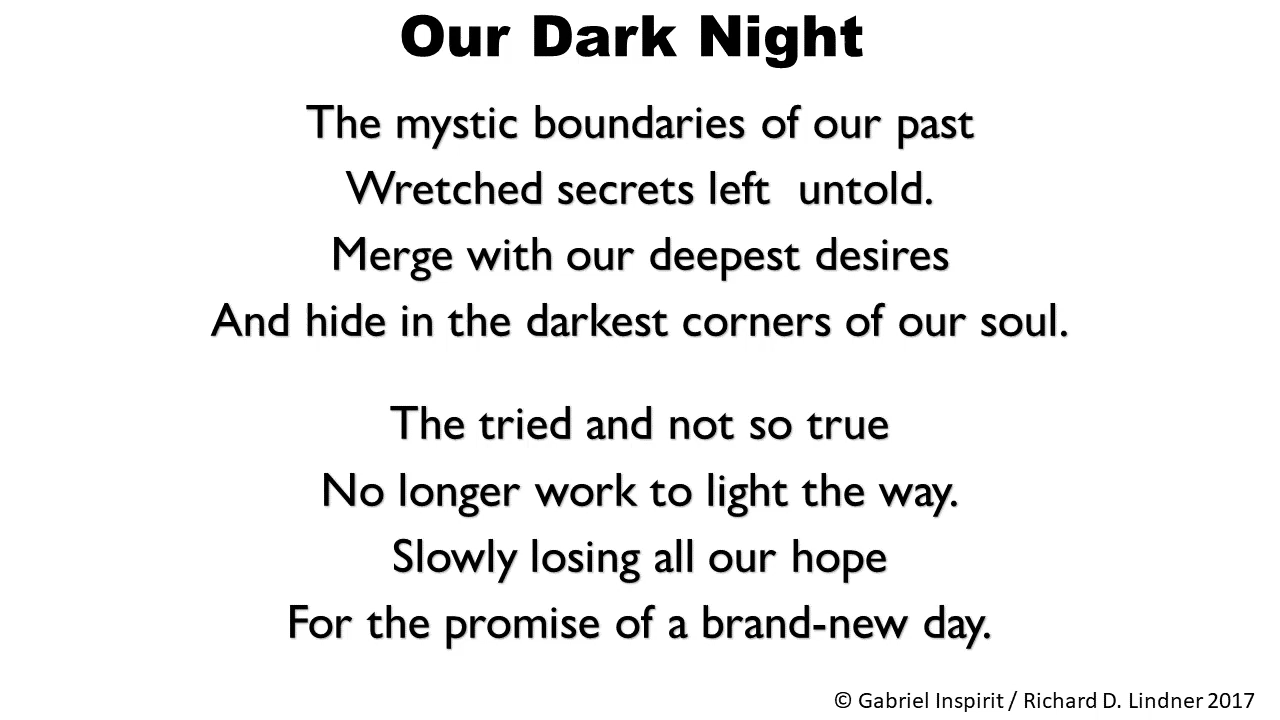 Our Dark Night
The mystic boundaries of our past
Wretched secrets left  untold.
Merge with our deepest desires
And hide in the darkest corners of our soul.
The tried and not so true
No longer work to light the way.
Slowly losing all our hope
For the promise of a brand-new day.
© Gabriel Inspirit / Richard D. Lindner 2017